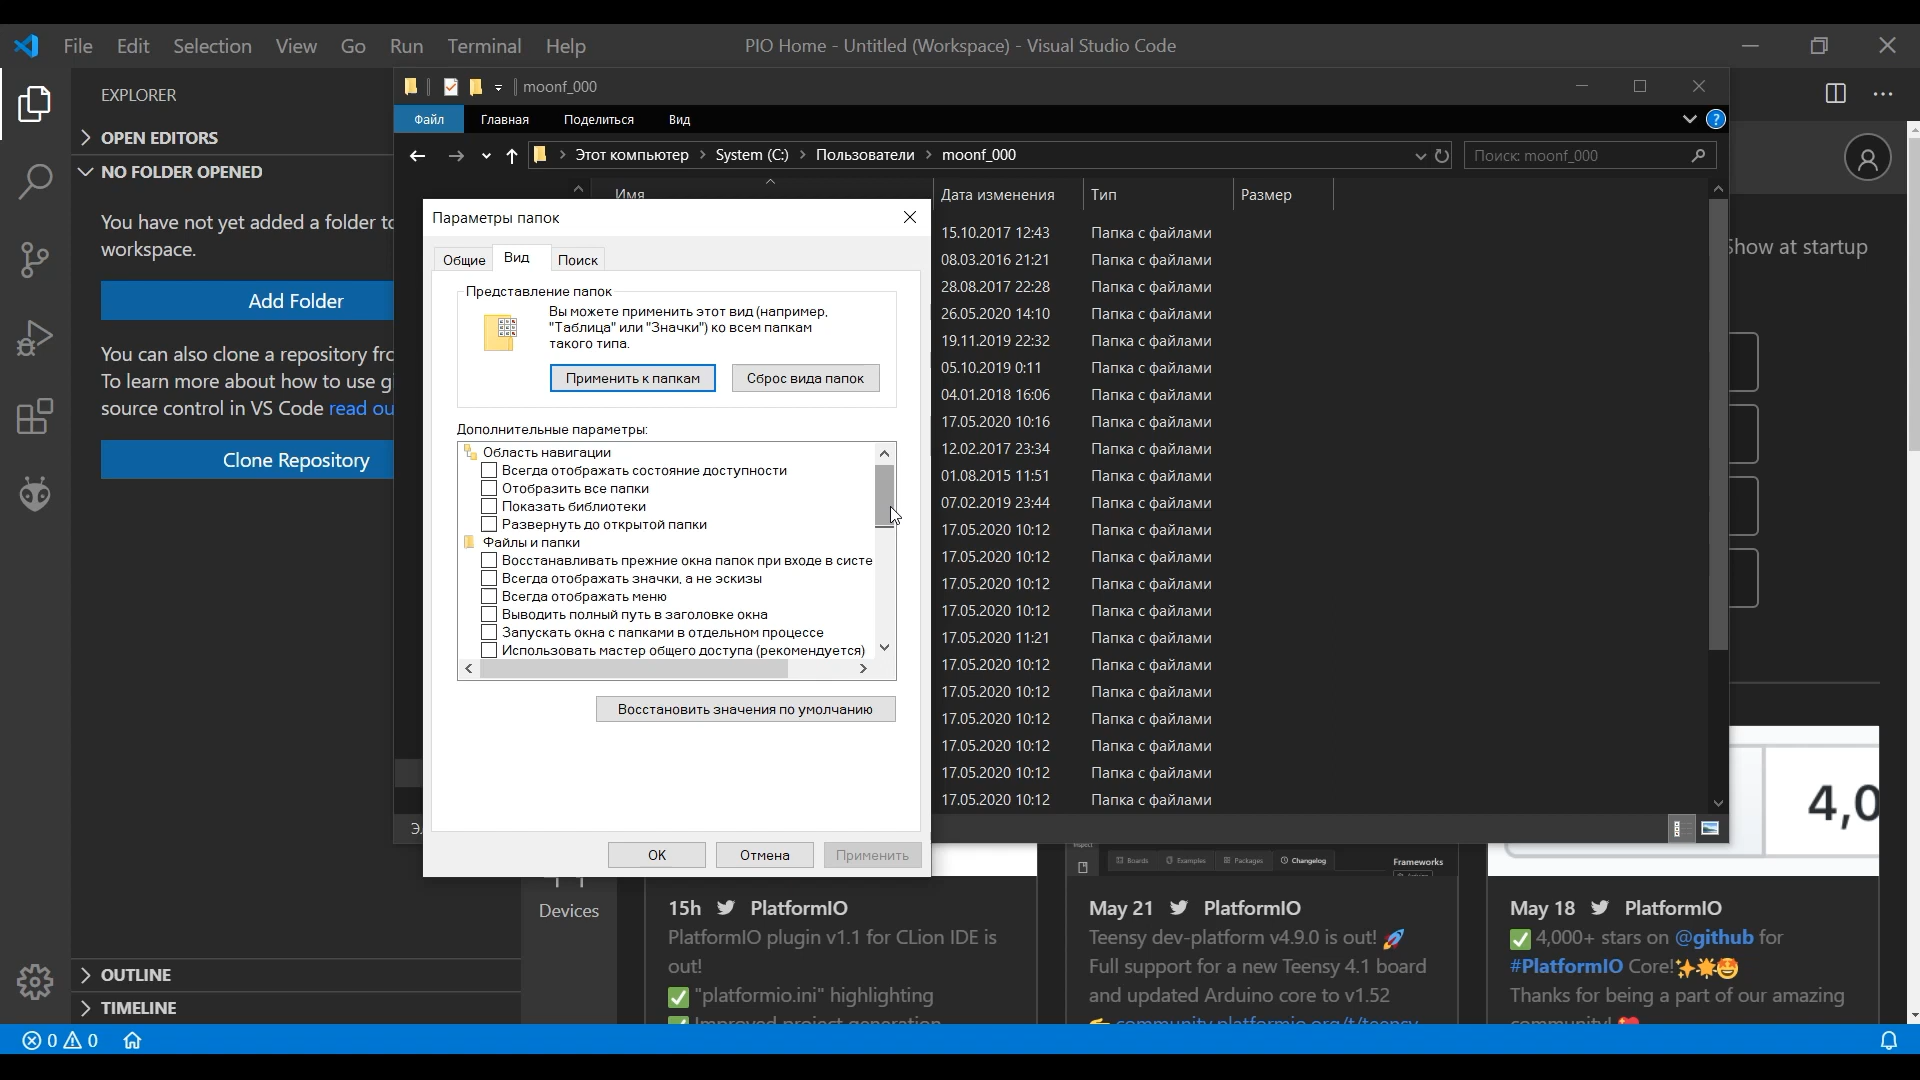 File Edit Selection View Go Run Terminal Help
PIO Home - Untitled (Workspace) - Visual Studio Code
EXPLORER
OPEN EDITORS
NO FOLDER OPENED
You have not yet added a folder to
workspace.
Add Folder
You can also clone a repository
To learn more about how to use
source control in VS Code read
Clone Repository
OUTLINE
TIMELINE
0 0
moonf_000
Файл Главная Поделиться Вид
Этот компьютер System (C:) Пользователи moonf_000
Поиск: moonf_000
Имя Дата изменения Тип Размер
15.10.2017 12:43 Папка с файлами
08.03.2016 21:21 Папка с файлами
28.08.2017 22:28 Папка с файлами
26.05.2020 14:10 Папка с файлами
19.11.2019 22:32 Папка с файлами
05.10.2019 0:11 Папка с файлами
04.01.2018 16:06 Папка с файлами
17.05.2020 10:16 Папка с файлами
12.02.2017 23:34 Папка с файлами
01.08.2015 11:51 Папка с файлами
07.02.2019 23:44 Папка с файлами
17.05.2020 10:12 Папка с файлами
17.05.2020 10:12 Папка с файлами
17.05.2020 10:12 Папка с файлами
17.05.2020 10:12 Папка с файлами
17.05.2020 11:21 Папка с файлами
17.05.2020 10:12 Папка с файлами
17.05.2020 10:12 Папка с файлами
17.05.2020 10:12 Папка с файлами
17.05.2020 10:12 Папка с файлами
17.05.2020 10:12 Папка с файлами
17.05.2020 10:12 Папка с файлами
Параметры папок
Общие Вид Поиск
Представление папок
Вы можете применить этот вид (например,
"Таблица" или "Значки") ко всем папкам
такого типа.
Применить к папкам Сброс вида папок
Дополнительные параметры:
Область навигации
Всегда отображать состояние доступности
Отобразить все папки
Показать библиотеки
Развернуть до открытой папки
Файлы и папки
Восстанавливать прежние окна папок при входе в систе
Всегда отображать значки, а не эскизы
Всегда отображать меню
Выводить полный путь в заголовке окна
Запускать окна с папками в отдельном процессе
Использовать мастер общего доступа (рекомендуется)
Восстановить значения по умолчанию
OK Отмена Применить
Show at startup
4,0
Boards Examples Packages Changelog
Frameworks
Devices
15h PlatformIO
PlatformIO plugin v1.1 for CLion IDE is
out!
✅ "platformio.ini" highlighting
✅ Improved project generation
May 21 PlatformIO
Teensy dev-platform v4.9.0 is out! 🚀
Full support for a new Teensy 4.1 board
and updated Arduino core to v1.52
community.platformio.org/t/teensy
May 18 PlatformIO
✅ 4,000+ stars on @github for
#PlatformIO Core!✨🌟🤩
Thanks for being a part of our amazing
community!